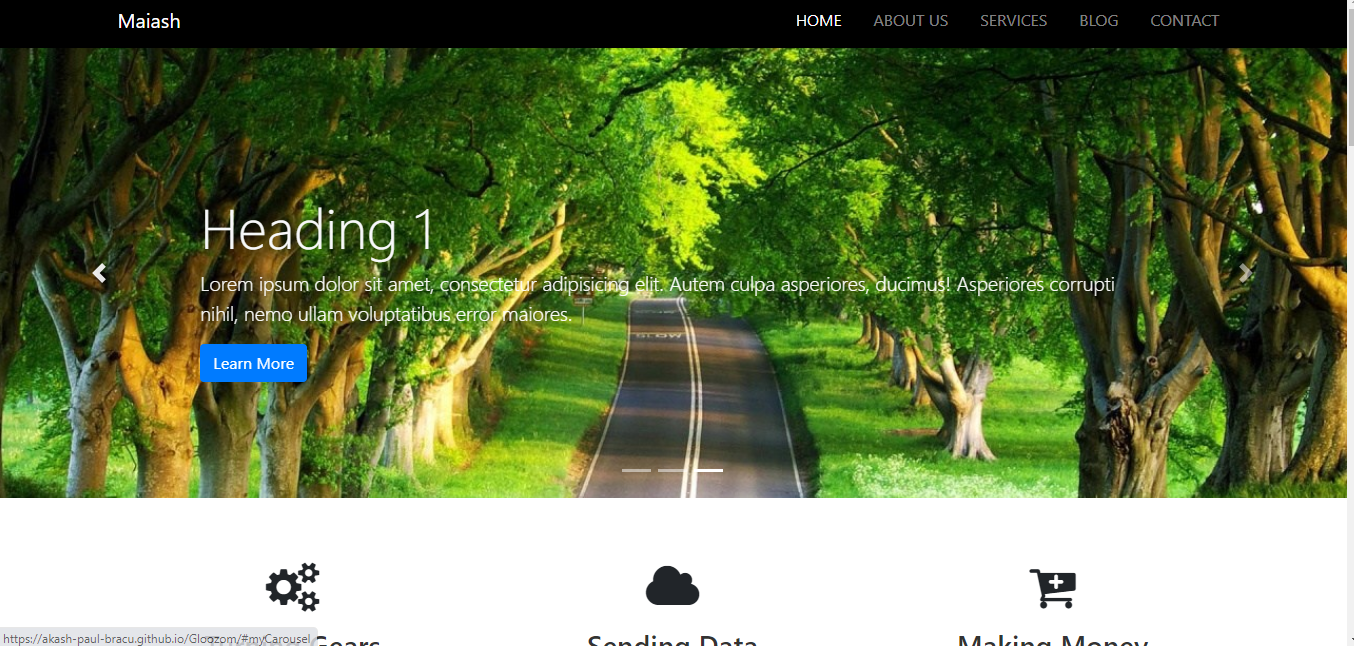 Maiash
HOME ABOUT US SERVICES BLOG CONTACT
Heading 1
Lorem ipsum dolor sit amet, consectetur adipisicing elit. Autem culpa asperiores, ducimus! Asperiores corrupti
nihil, nemo ullam voluptatibus error maiores.
Learn More
SLOW
Gears Sending Data Making Money
https://akash-paul-bracu.github.io/Glozzom/#myCarousel